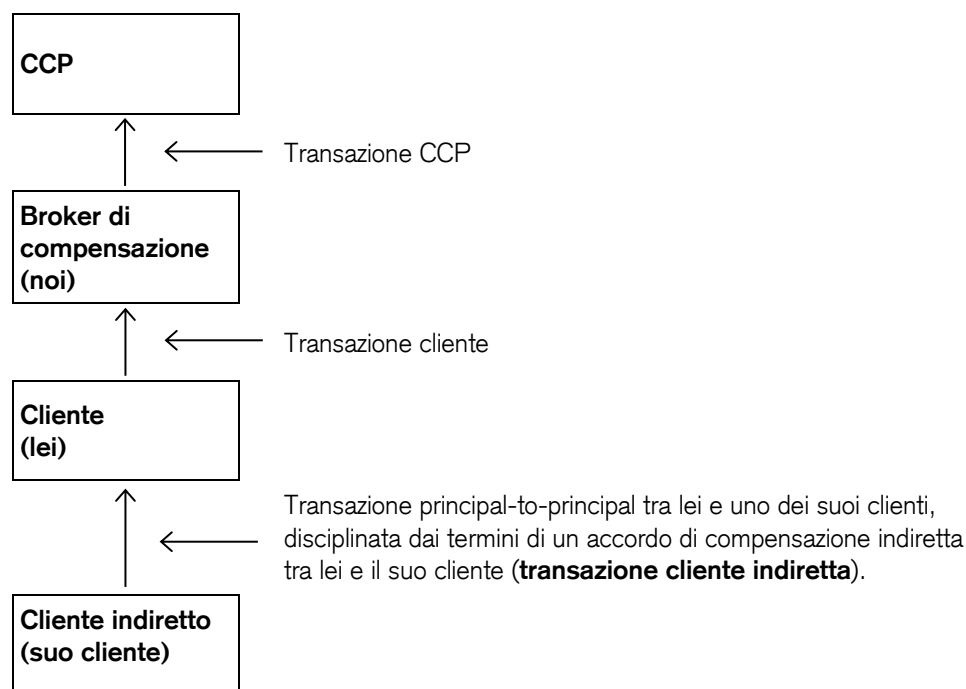 CCP
Transazione CCP
Broker di
compensazione
(noi)
Transazione cliente
Cliente
(lei)
Transazione principal-to-principal tra lei e uno dei suoi clienti,
disciplinata dai termini di un accordo di compensazione indiretta
tra lei e il suo cliente (transazione cliente indiretta).
Cliente indiretto
(suo cliente)